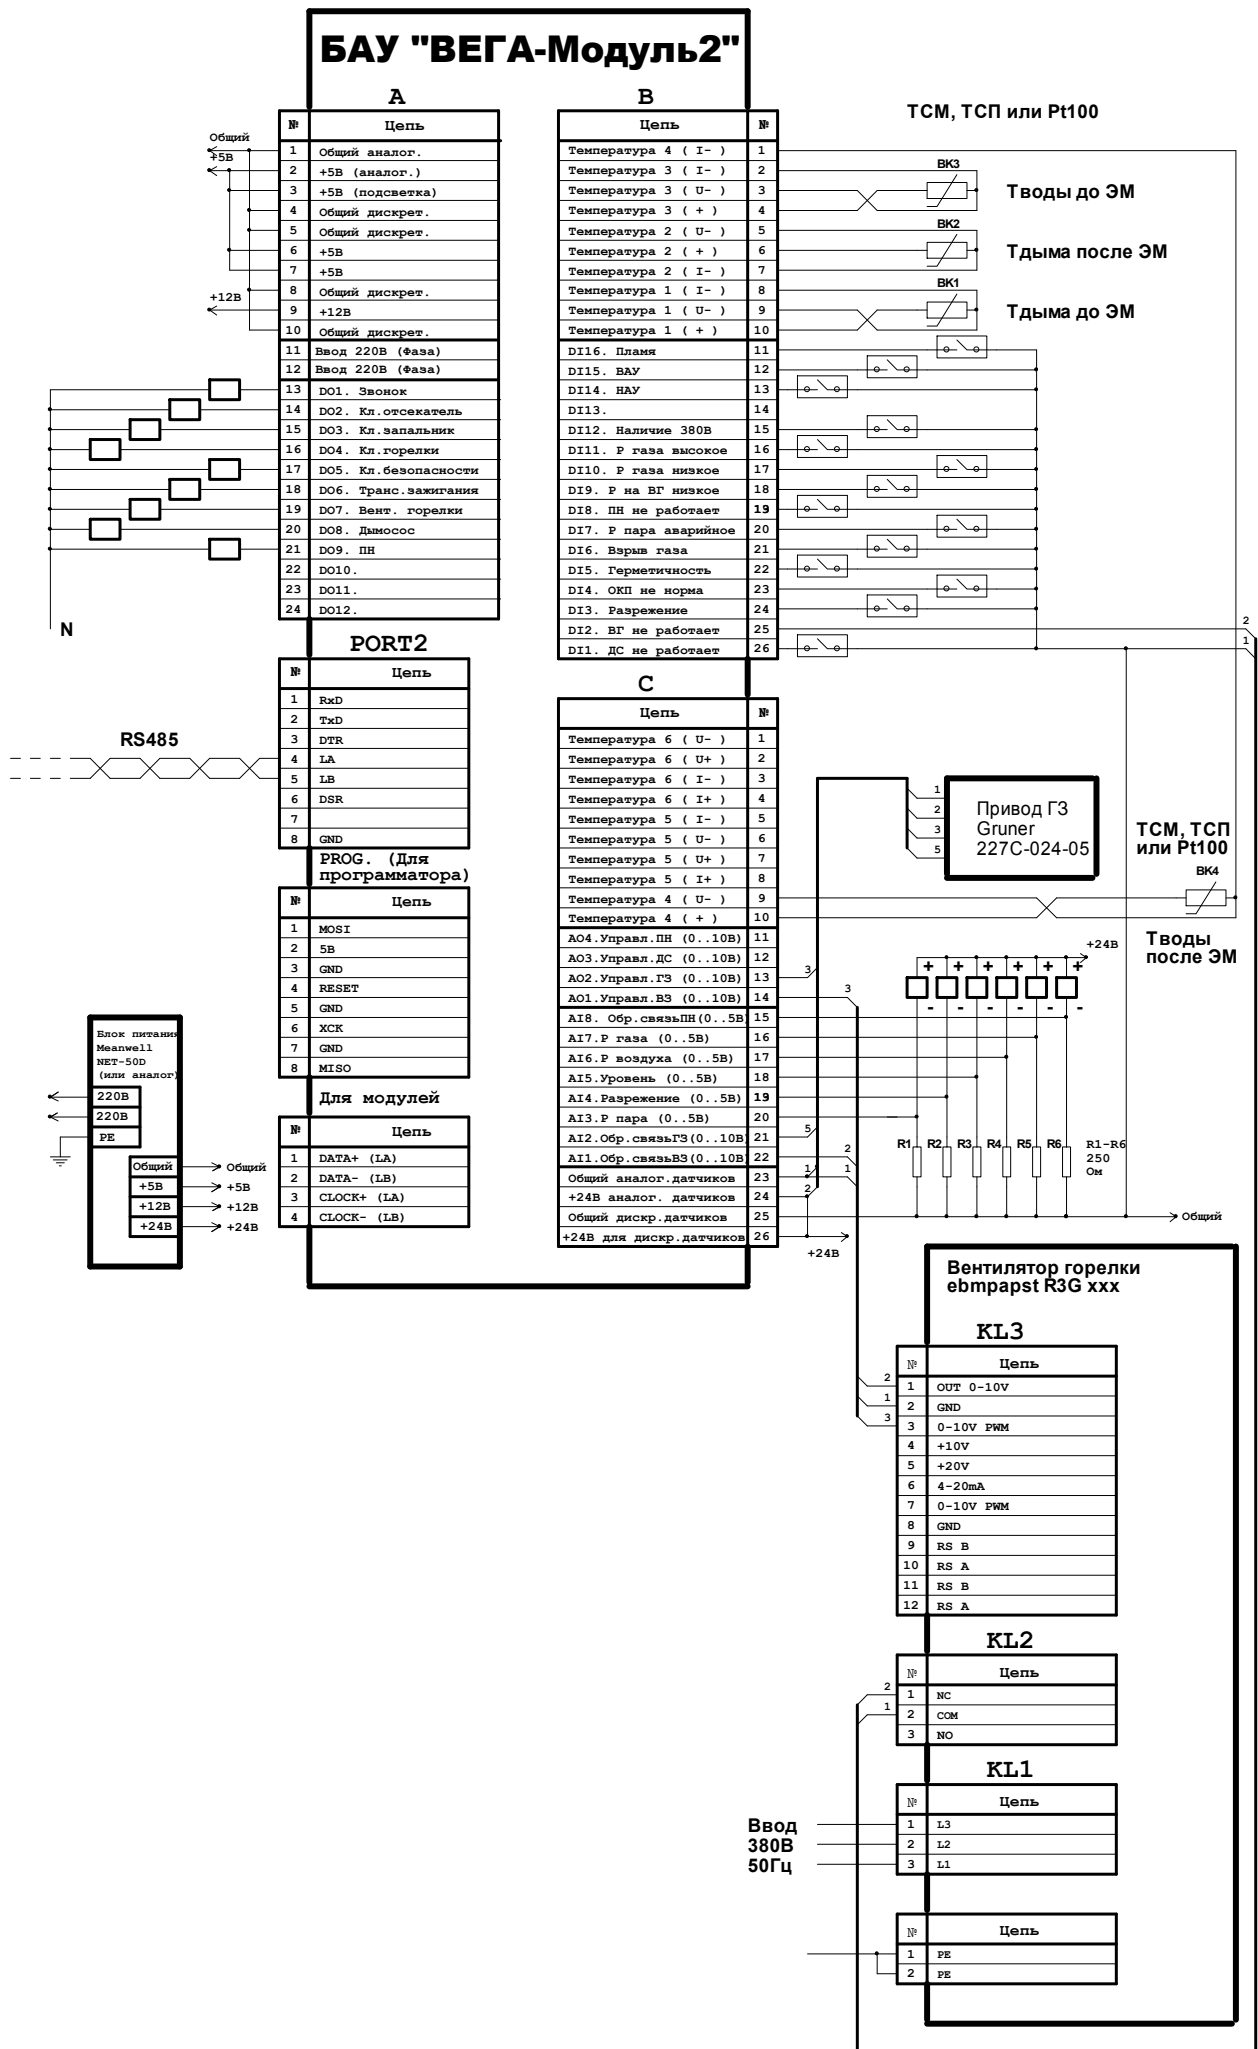 БАУ "ВЕГА-Модуль2"
A
№ Цепь
1 Общий аналог.
2 +5В (аналог.)
3 +5В (подсветка)
4 Общий дискрет.
5 Общий дискрет.
6 +5В
7 +5В
8 Общий дискрет.
9 +12В
10 Общий дискрет.
11 Ввод 220В (Фаза)
12 Ввод 220В (Фаза)
13 DO1. Звонок
14 DO2. Кл.отсекатель
15 DO3. Кл.запальник
16 DO4. Кл.горелки
17 DO5. Кл.безопасности
18 DO6. Транс.зажигания
19 DO7. Вент. горелки
20 DO8. Дымосос
21 DO9. ПН
22 DO10.
23 DO11.
24 DO12.
Общий
+5В
+12В
N
B
Цепь №
Температура 4 ( I- ) 1
Температура 3 ( I- ) 2
Температура 3 ( U- ) 3
Температура 3 ( + ) 4
Температура 2 ( U- ) 5
Температура 2 ( + ) 6
Температура 2 ( I- ) 7
Температура 1 ( I- ) 8
Температура 1 ( U- ) 9
Температура 1 ( + ) 10
DI16. Пламя 11
DI15. ВАУ 12
DI14. НАУ 13
DI13. 14
DI12. Наличие 380В 15
DI11. Р газа высокое 16
DI10. Р газа низкое 17
DI9. Р на ВГ низкое 18
DI8. ПН не работает 19
DI7. Р пара аварийное 20
DI6. Взрыв газа 21
DI5. Герметичность 22
DI4. ОКП не норма 23
DI3. Разрежение 24
DI2. ВГ не работает 25
DI1. ДС не работает 26
ТСМ, ТСП или Pt100
ВК3
Тводы до ЭМ
ВК2
Тдыма после ЭМ
ВК1
Тдыма до ЭМ
2
1
PORT2
№ Цепь
1 RxD
2 TxD
3 DTR
4 LA
5 LB
6 DSR
7
8 GND
RS485
PROG. (Для
программатора)
№ Цепь
1 MOSI
2 5В
3 GND
4 RESET
5 GND
6 XCK
7 GND
8 MISO
Для модулей
№ Цепь
1 DATA+ (LA)
2 DATA- (LB)
3 CLOCK+ (LA)
4 CLOCK- (LB)
Блок питания
Meanwell
NET-50D
(или аналог)
220В
220В
PE
Общий Общий
+5В +5В
+12В +12В
+24В +24В
C
Цепь №
Температура 6 ( U- ) 1
Температура 6 ( U+ ) 2
Температура 6 ( I- ) 3
Температура 6 ( I+ ) 4
Температура 5 ( I- ) 5
Температура 5 ( U- ) 6
Температура 5 ( U+ ) 7
Температура 5 ( I+ ) 8
Температура 4 ( U- ) 9
Температура 4 ( + ) 10
АО4.Управл.ПН (0..10В) 11
АО3.Управл.ДС (0..10В) 12
АО2.Управл.ГЗ (0..10В) 13
АО1.Управл.ВЗ (0..10В) 14
AI8. Обр.связьПН(0..5В) 15
AI7.Р газа (0..5В) 16
AI6.Р воздуха (0..5В) 17
AI5.Уровень (0..5В) 18
AI4.Разрежение (0..5В) 19
AI3.Р пара (0..5В) 20
AI2.Обр.связьГЗ(0..10В) 21
AI1.Обр.связьВЗ(0..10В) 22
Общий аналог.датчиков 23
+24В аналог. датчиков 24
Общий дискр.датчиков 25
+24В для дискр.датчиков 26
3
3
5
2
1
1
2
+24В
1
2
3
5
Привод ГЗ
Gruner
227C-024-05
ТСМ, ТСП
или Pt100
ВК4
Тводы
после ЭМ
+24В
+ + + + + +
- - - - - -
R1 R2 R3 R4 R5 R6
R1-R6
250
Ом
Общий
Вентилятор горелки
ebmpapst R3G xxx
KL3
№ Цепь
2
1
3
1 OUT 0-10V
2 GND
3 0-10V PWM
4 +10V
5 +20V
6 4-20mA
7 0-10V PWM
8 GND
9 RS B
10 RS A
11 RS B
12 RS A
KL2
№ Цепь
2
1
1 NC
2 COM
3 NO
KL1
№ Цепь
1 L3
2 L2
3 L1
Ввод
380В
50Гц
№ Цепь
1 PE
2 PE